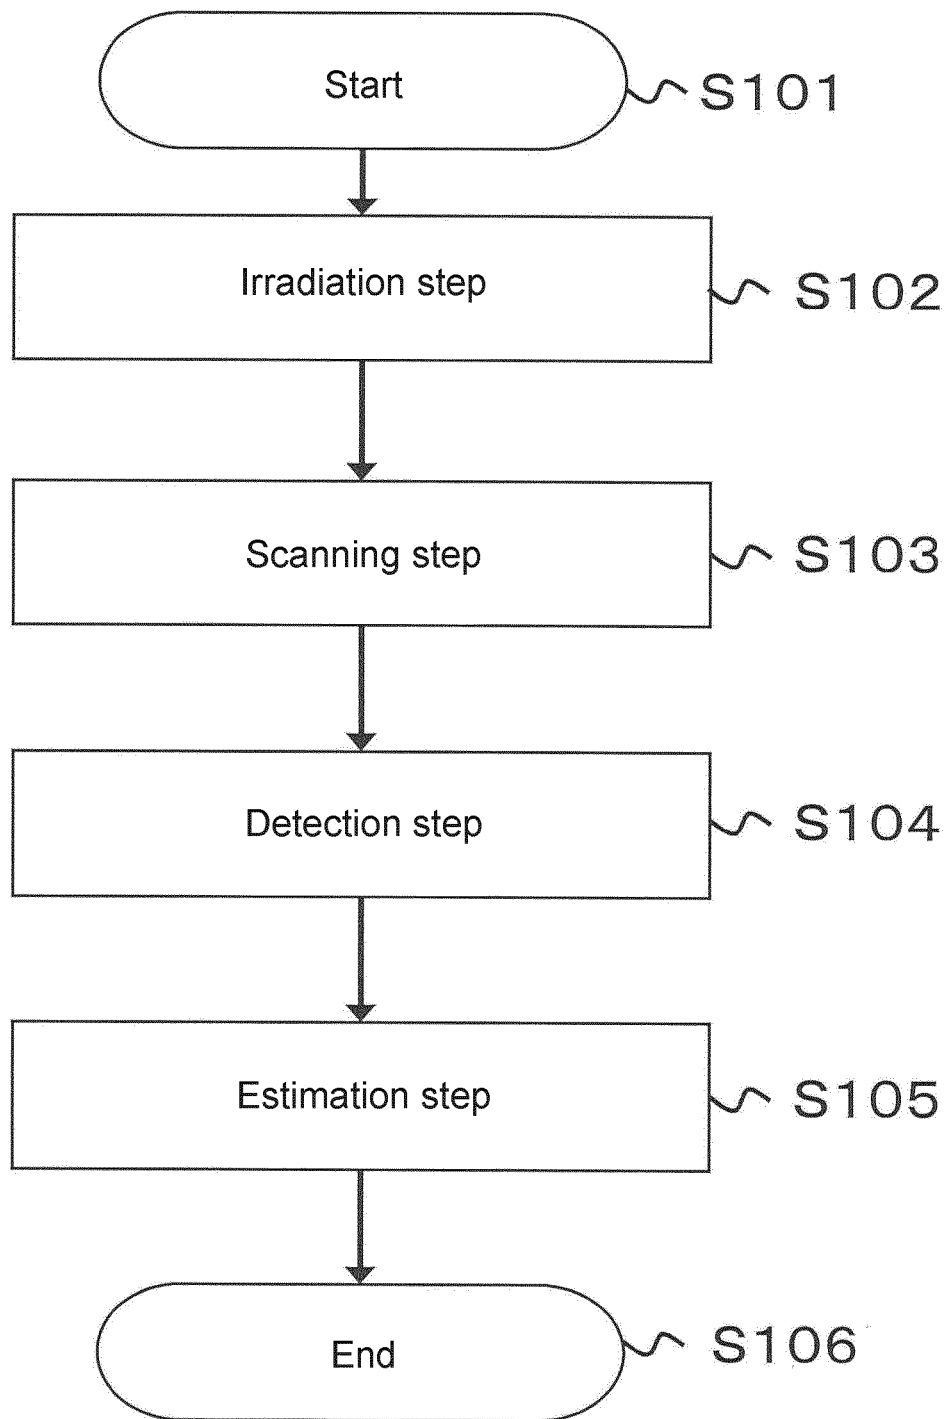 Start
S101
Irradiation step
S102
Scanning step
S103
Detection step
S104
Estimation step
S105
End
S106